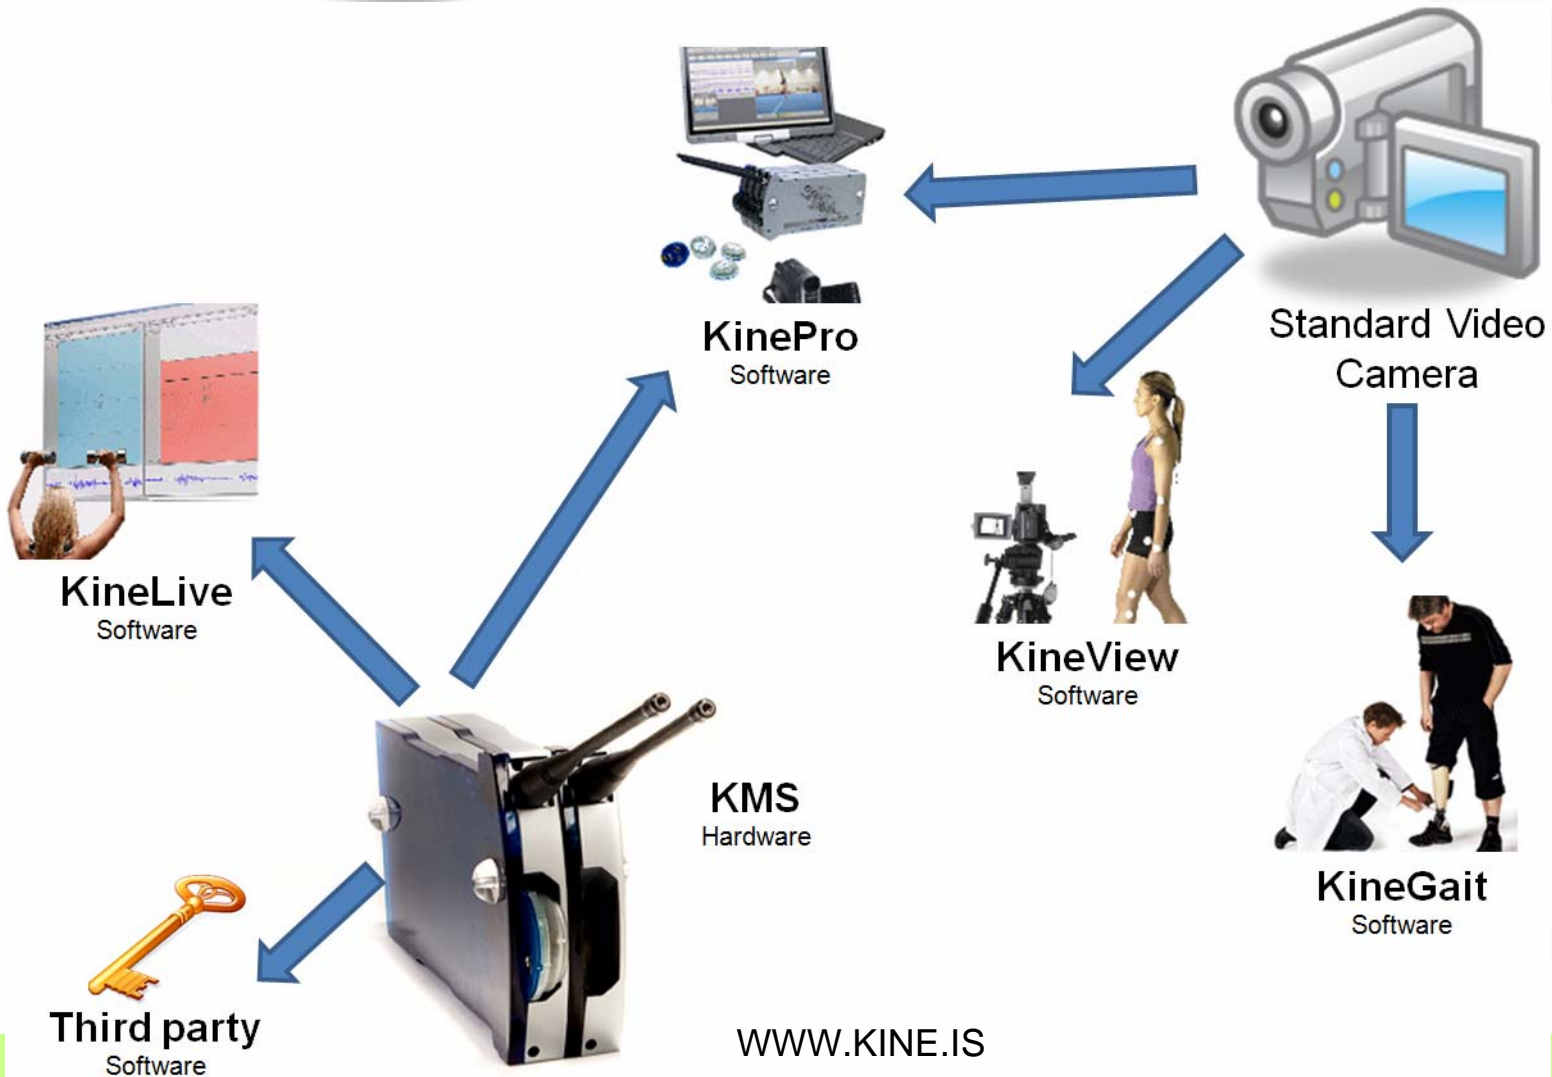 KinePro
Software
Standard Video
Camera
KineLive
Software
KineView
Software
KMS
Hardware
KineGait
Software
Third party
Software
WWW.KINE.IS